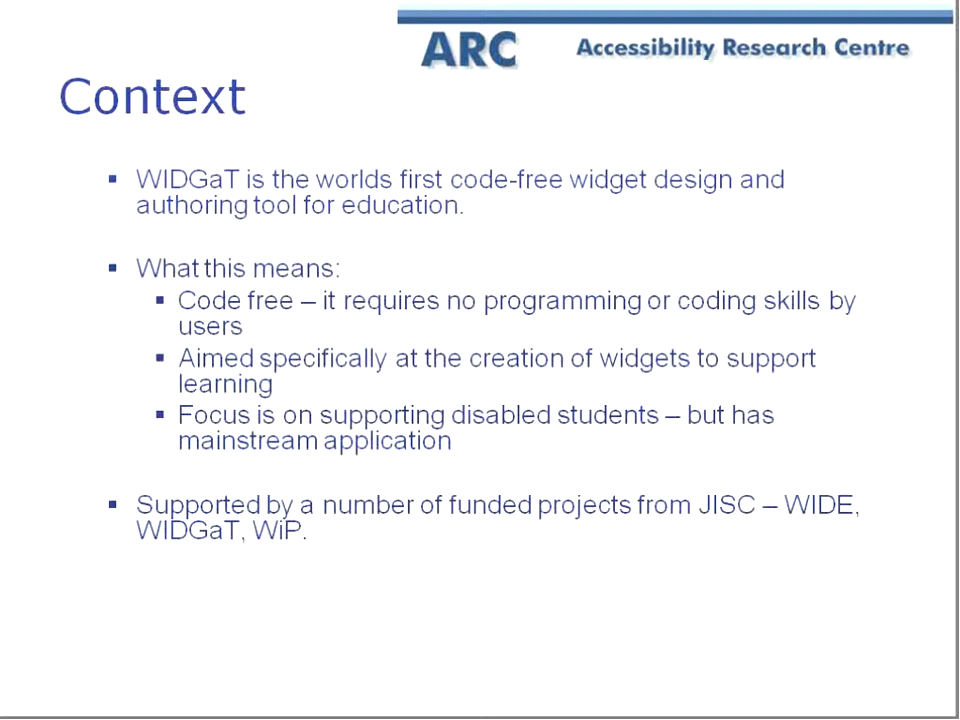 ARC Accessibility Research Centre
Context
▪ WIDGaT is the worlds first code-free widget design and
authoring tool for education.
▪ What this means:
▪ Code free – it requires no programming or coding skills by
users
▪ Aimed specifically at the creation of widgets to support
learning
▪ Focus is on supporting disabled students – but has
mainstream application
▪ Supported by a number of funded projects from JISC – WIDE,
WIDGaT, WiP.